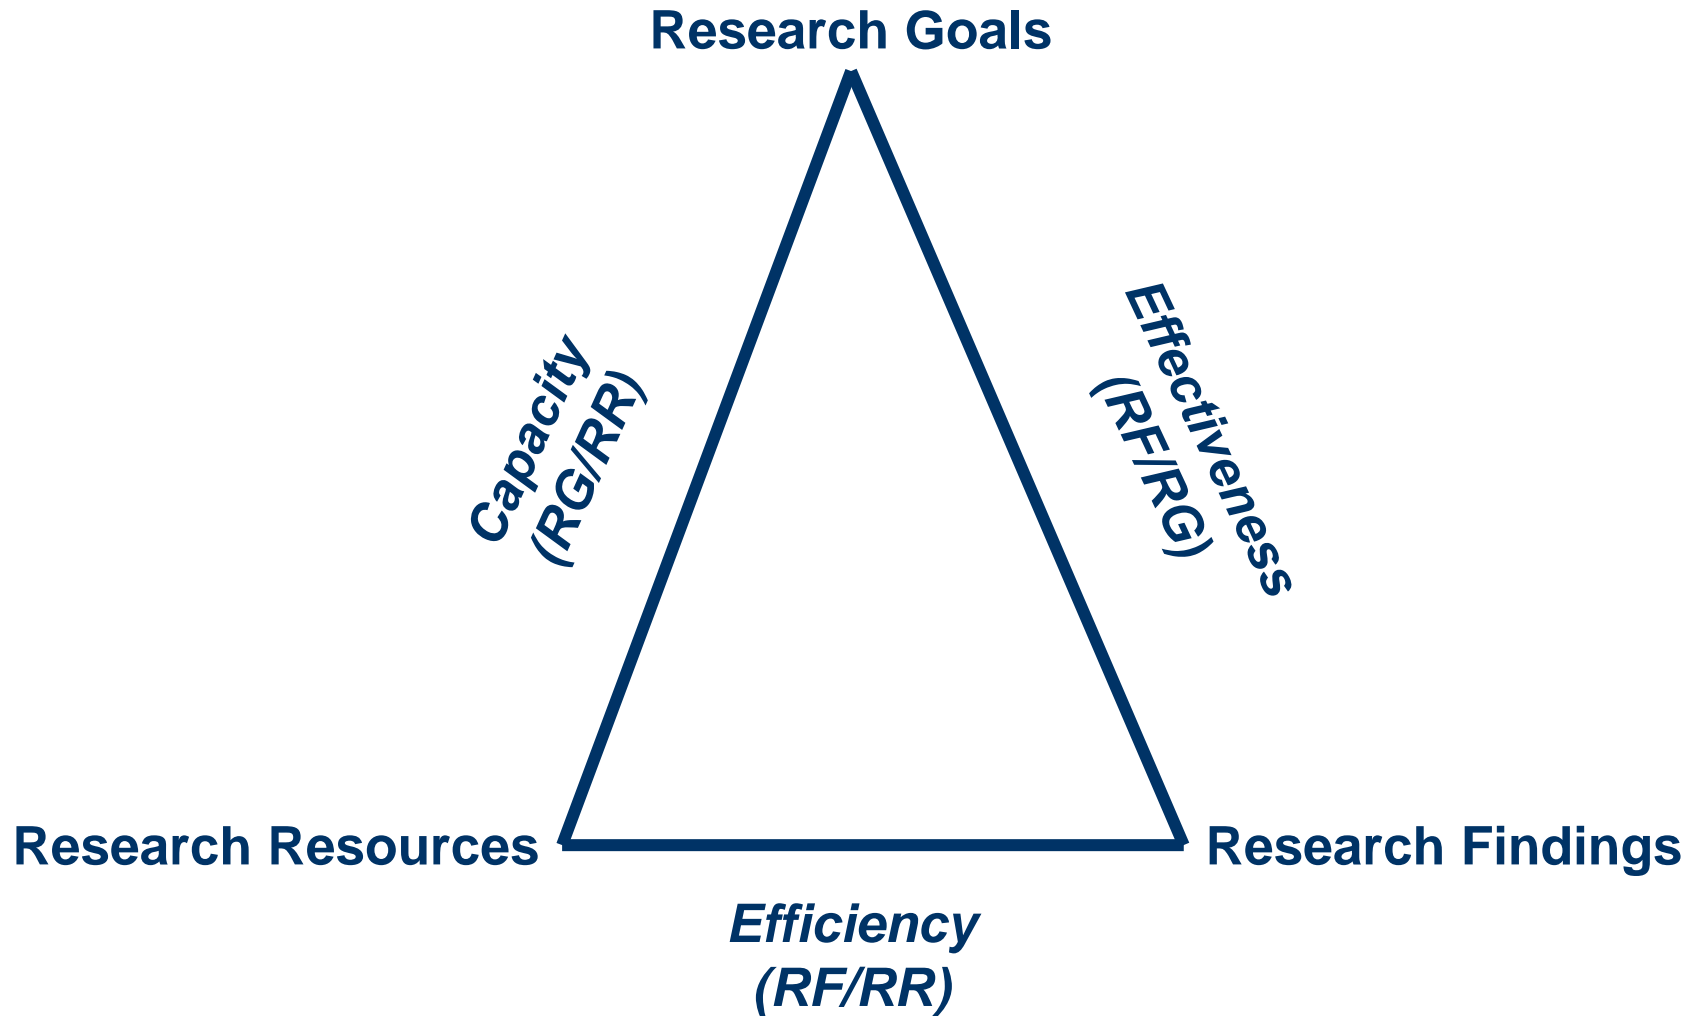 Research Goals
Capacity
(RG/RR)
Effectiveness
(RF/RG)
Research Resources
Research Findings
Efficiency
(RF/RR)